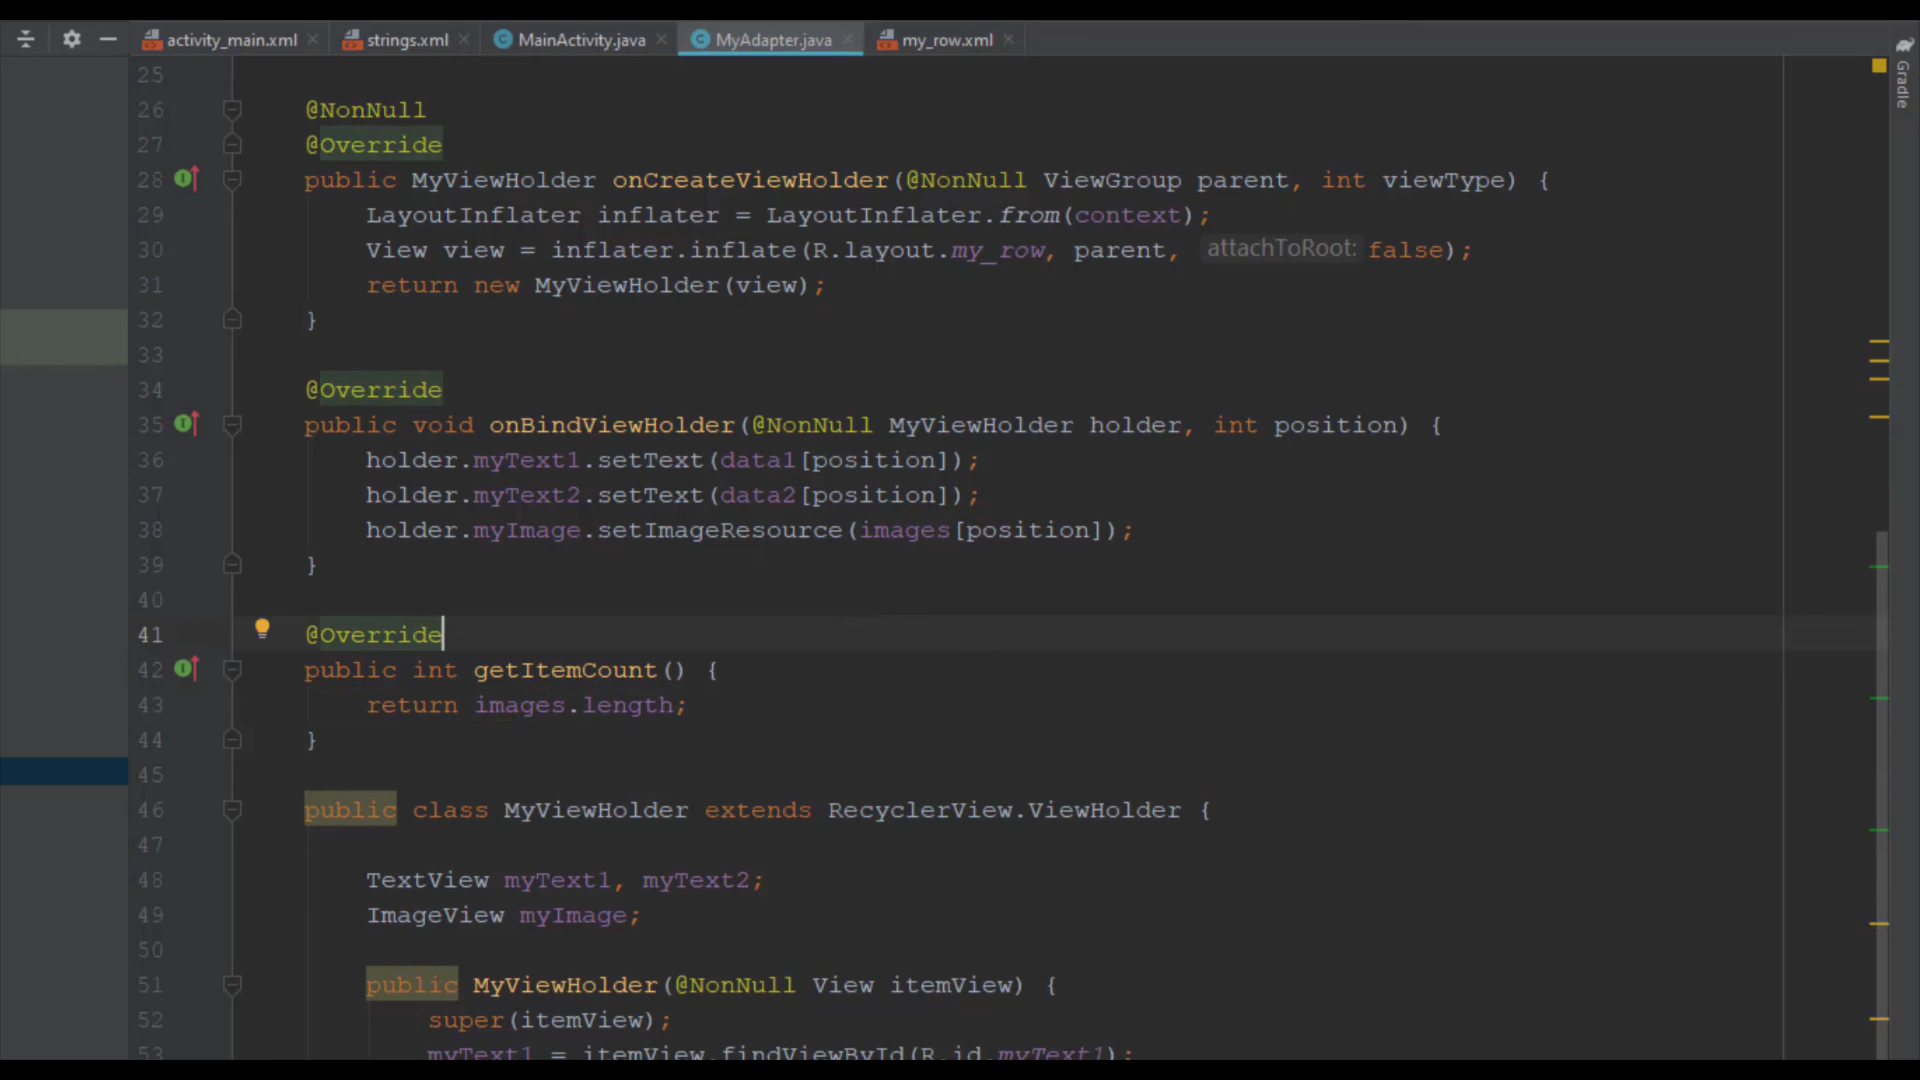 activity_main.xml strings.xml MainActivity.java MyAdapter.java my_row.xml
Gradle
25
26 @NonNull
27 @Override
28 public MyViewHolder onCreateViewHolder(@NonNull ViewGroup parent, int viewType) {
29 LayoutInflater inflater = LayoutInflater.from(context);
30 View view = inflater.inflate(R.layout.my_row, parent, attachToRoot: false);
31 return new MyViewHolder(view);
32 }
33
34 @Override
35 public void onBindViewHolder(@NonNull MyViewHolder holder, int position) {
36 holder.myText1.setText(data1[position]);
37 holder.myText2.setText(data2[position]);
38 holder.myImage.setImageResource(images[position]);
39 }
40
41 @Override
42 public int getItemCount() {
43 return images.length;
44 }
45
46 public class MyViewHolder extends RecyclerView.ViewHolder {
47
48 TextView myText1, myText2;
49 ImageView myImage;
50
51 public MyViewHolder(@NonNull View itemView) {
52 super(itemView);
53 myText1 = itemView.findViewById(R.id.myText1);